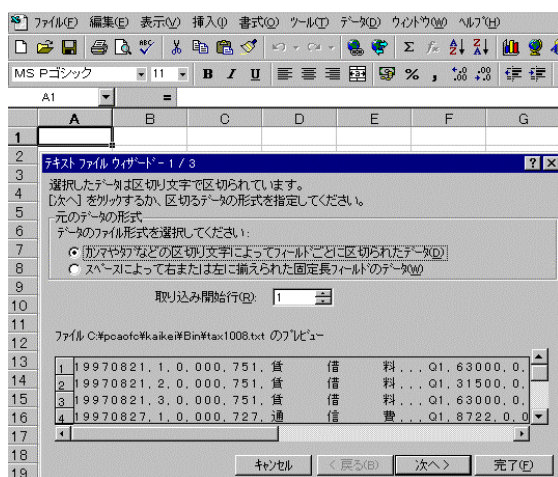 ファイル(F) 編集(E) 表示(V) 挿入(I) 書式(O) ツール(T) データ(D) ウィンドウ(W) ヘルプ(H)
MS Pゴシック 11 B I U % ,
A1 =
A B C D E F G
1
2
テキスト ファイル ウィザード - 1 / 3
3
選択したデータは区切り文字で区切られています。
4
[次へ] をクリックするか、区切るデータの形式を指定してください。
5
元のデータの形式
6
データのファイル形式を選択してください:
7
カンマやタブなどの区切り文字によってフィールドごとに区切られたデータ(D)
8
スペースによって右または左に揃えられた固定長フィールドのデータ(W)
9
取り込み開始行(R): 1
10
11
ファイル C:¥pcaofc¥kaikei¥Bin¥tax1008.txt のプレビュー
12
13
1 19970821,1,0,000,751,賃 借 料,,,Q1,63000,0,
14
2 19970821,2,0,000,751,賃 借 料,,,Q1,31500,0,
15
3 19970821,3,0,000,751,賃 借 料,,,Q1,63000,0,
16
4 19970827,1,0,000,727,通 信 費,,,Q1,8722,0,0
17
18
キャンセル < 戻る(B) 次へ > 完了(F)
19